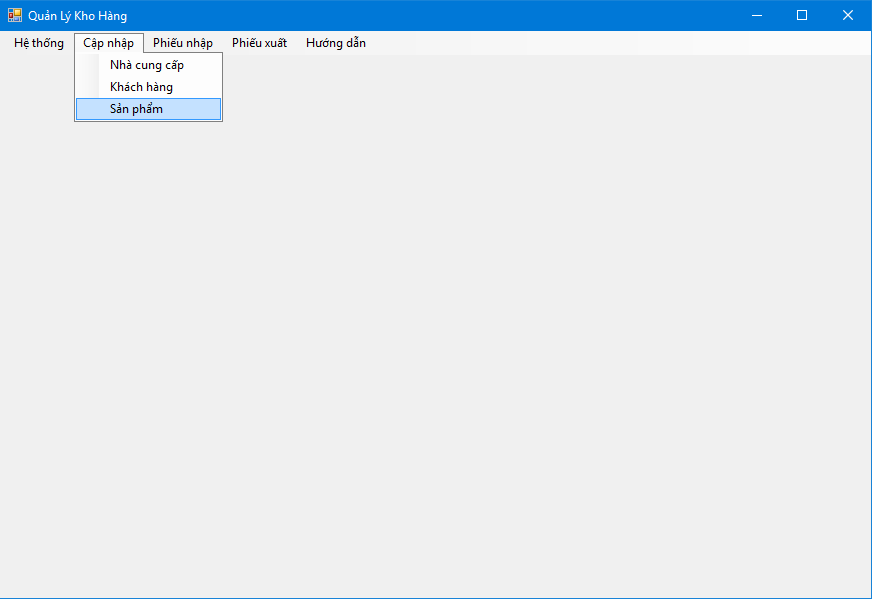 Quản Lý Kho Hàng
Hệ thống Cập nhập Phiếu nhập Phiếu xuất Hướng dẫn
Nhà cung cấp
Khách hàng
Sản phẩm